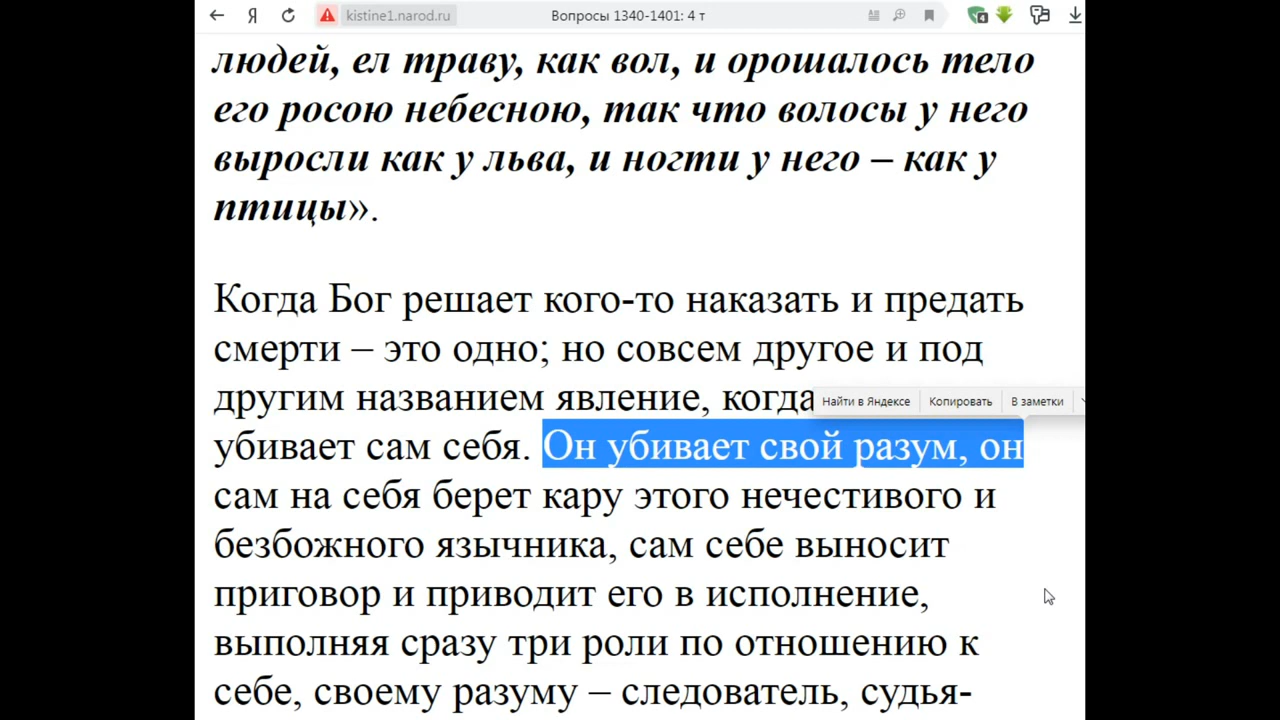 kistine1.narod.ru
Вопросы 1340-1401: 4 т
4
людей, ел траву, как вол, и орошалось тело
его росою небесною, так что волосы у него
выросли как у льва, и ногти у него – как у
птицы».
Когда Бог решает кого-то наказать и предать
смерти – это одно; но совсем другое и под
другим названием явление, когда
Найти в Яндексе Копировать В заметки
убивает сам себя. Он убивает свой разум, он
сам на себя берет кару этого нечестивого и
безбожного язычника, сам себе выносит
приговор и приводит его в исполнение,
выполняя сразу три роли по отношению к
себе, своему разуму – следователь, судья-